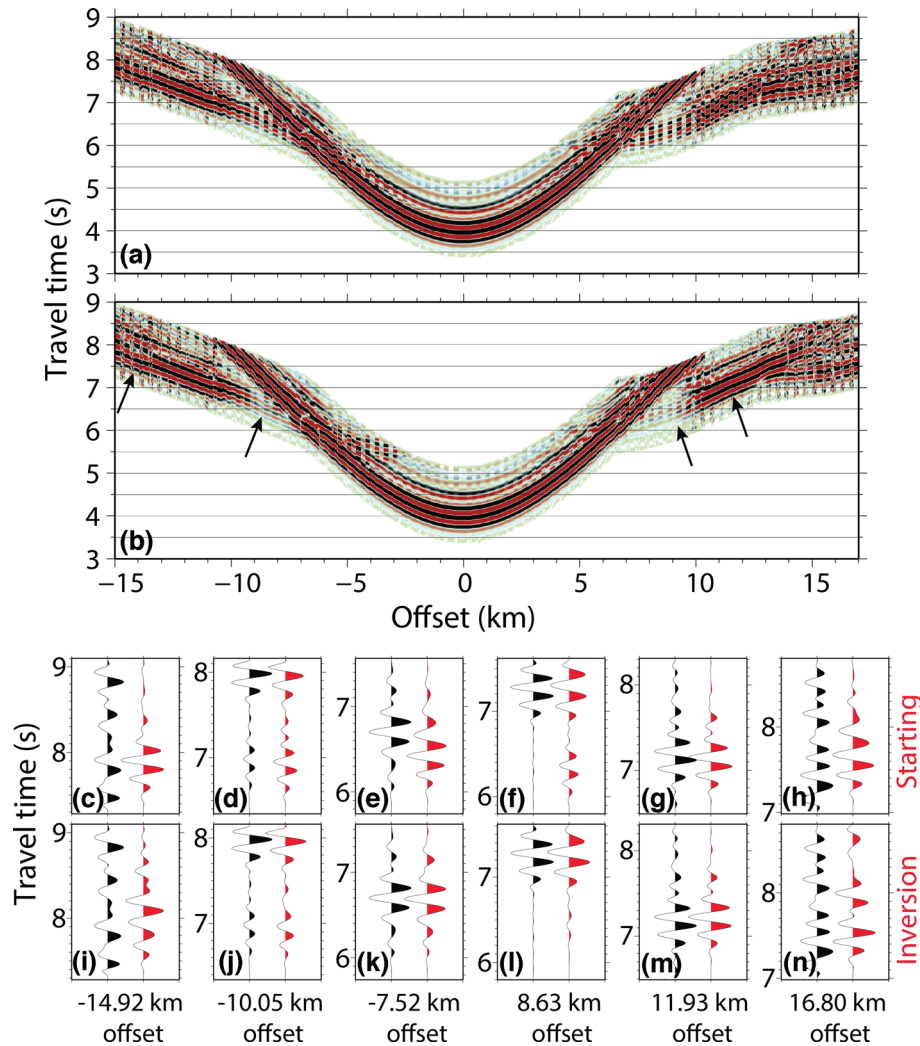 9
8
7
6
5
4
3
Travel time (s)
(a)
9
8
7
6
5
4
3
(b)
−15 −10 −5 0 5 10 15
Offset (km)
Travel time (s)
9
8
(c)
8
7
(d)
7
6
(e)
7
6
(f)
8
7
(g)
8
7
(h)
Starting
Travel time (s)
9
8
(i)
8
7
(j)
7
6
(k)
7
6
(l)
8
7
(m)
8
7
(n)
Inversion
-14.92 km -10.05 km -7.52 km 8.63 km 11.93 km 16.80 km
offset offset offset offset offset offset